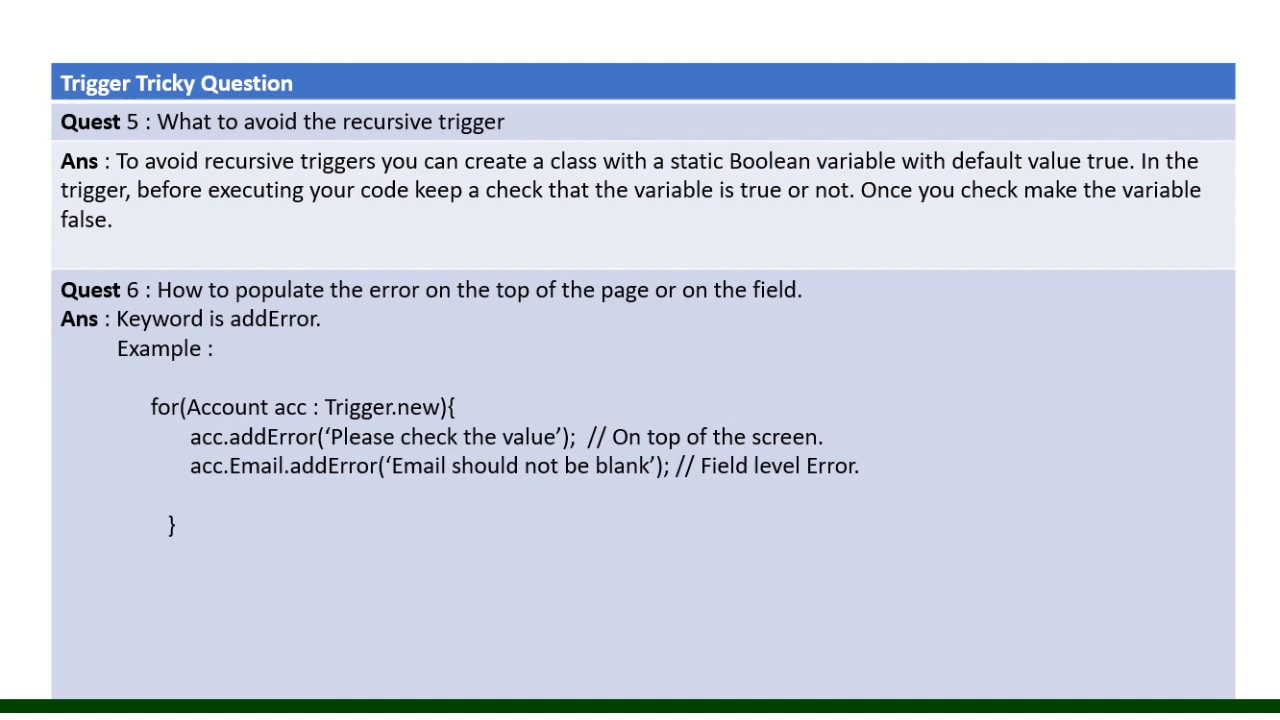 Trigger Tricky Question
Quest 5 : What to avoid the recursive trigger
Ans : To avoid recursive triggers you can create a class with a static Boolean variable with default value true. In the
trigger, before executing your code keep a check that the variable is true or not. Once you check make the variable
false.
Quest 6 : How to populate the error on the top of the page or on the field.
Ans : Keyword is addError.
Example :
for(Account acc : Trigger.new){
acc.addError(‘Please check the value’);  // On top of the screen.
acc.Email.addError(‘Email should not be blank’); // Field level Error.
}